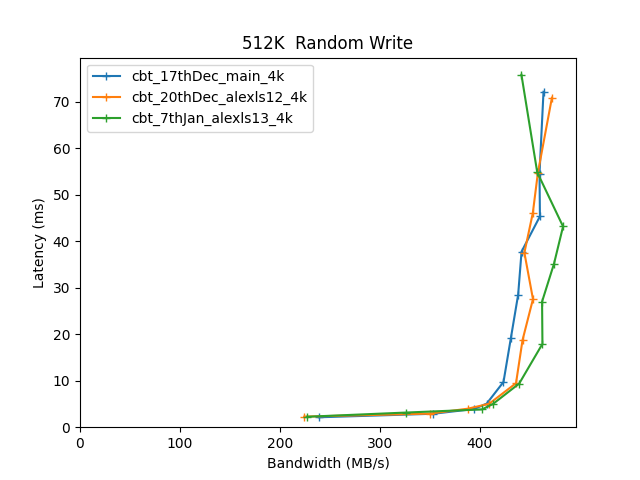 512K  Random Write
cbt_17thDec_main_4k
cbt_20thDec_alexls12_4k
cbt_7thJan_alexls13_4k
70
60
50
40
30
20
10
0
Latency (ms)
0
100
200
300
400
Bandwidth (MB/s)